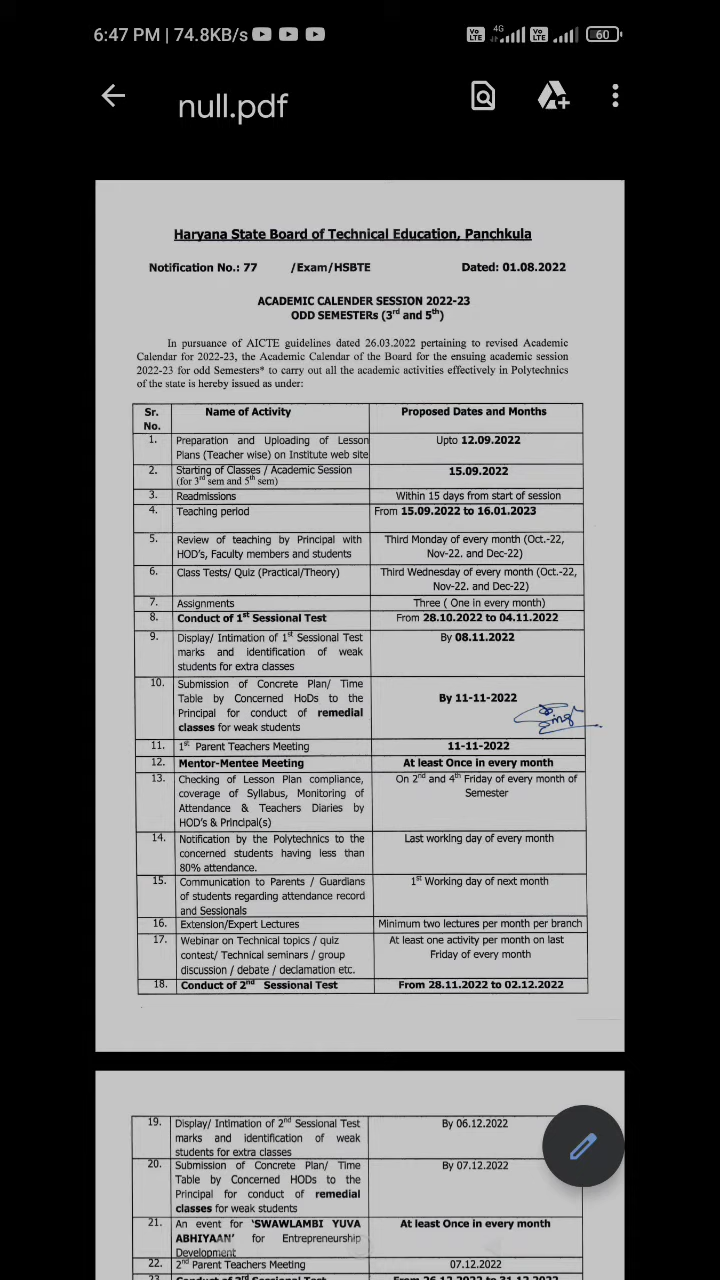 6:47 PM | 74.8KB/s
Vo LTE 4G Vo LTE 60
null.pdf
Haryana State Board of Technical Education, Panchkula
Notification No.: 77 /Exam/HSBTE Dated: 01.08.2022
ACADEMIC CALENDER SESSION 2022-23
ODD SEMESTERs (3rd and 5th)
In pursuance of AICTE guidelines dated 26.03.2022 pertaining to revised Academic
Calendar for 2022-23, the Academic Calendar of the Board for the ensuing academic session
2022-23 for odd Semesters* to carry out all the academic activities effectively in Polytechnics
of the state is hereby issued as under:
Sr. Name of Activity Proposed Dates and Months
No.
1. Preparation and Uploading of Lesson Upto 12.09.2022
Plans (Teacher wise) on Institute web site
2. Starting of Classes / Academic Session 15.09.2022
(for 3rd sem and 5th sem)
3. Readmissions Within 15 days from start of session
4. Teaching period From 15.09.2022 to 16.01.2023
5. Review of teaching by Principal with Third Monday of every month (Oct.-22,
HOD's, Faculty members and students Nov-22. and Dec-22)
6. Class Tests/ Quiz (Practical/Theory) Third Wednesday of every month (Oct.-22,
Nov-22. and Dec-22)
7. Assignments Three ( One in every month)
8. Conduct of 1st Sessional Test From 28.10.2022 to 04.11.2022
9. Display/ Intimation of 1st Sessional Test By 08.11.2022
marks and identification of weak
students for extra classes
10. Submission of Concrete Plan/ Time
Table by Concerned HoDs to the By 11-11-2022
Principal for conduct of remedial
classes for weak students
11. 1st Parent Teachers Meeting 11-11-2022
12. Mentor-Mentee Meeting At least Once in every month
13. Checking of Lesson Plan compliance, On 2nd and 4th Friday of every month of
coverage of Syllabus, Monitoring of Semester
Attendance & Teachers Diaries by
HOD's & Principal(s)
14. Notification by the Polytechnics to the Last working day of every month
concerned students having less than
80% attendance.
15. Communication to Parents / Guardians 1st Working day of next month
of students regarding attendance record
and Sessionals
16. Extension/Expert Lectures Minimum two lectures per month per branch
17. Webinar on Technical topics / quiz At least one activity per month on last
contest/ Technical seminars / group Friday of every month
discussion / debate / declamation etc.
18. Conduct of 2nd Sessional Test From 28.11.2022 to 02.12.2022
19. Display/ Intimation of 2nd Sessional Test By 06.12.2022
marks and identification of weak
students for extra classes
20. Submission of Concrete Plan/ Time By 07.12.2022
Table by Concerned HoDs to the
Principal for conduct of remedial
classes for weak students
21. An event for 'SWAWLAMBI YUVA At least Once in every month
ABHIYAAN' for Entrepreneurship
Development
22. 2nd Parent Teachers Meeting 07.12.2022
23. Conduct of 3rd Sessional Test From 26.12.2022 to 31.12.2022